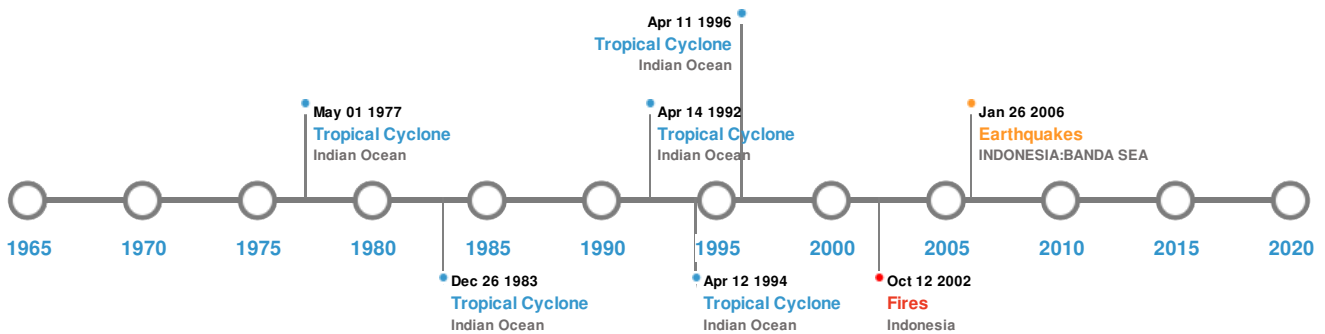 Apr 11 1996
Tropical Cyclone
Indian Ocean
May 01 1977
Tropical Cyclone
Indian Ocean
Apr 14 1992
Tropical Cyclone
Indian Ocean
Jan 26 2006
Earthquakes
INDONESIA:BANDA SEA
1965 1970 1975 1980 1985 1990 1995 2000 2005 2010 2015 2020
Dec 26 1983
Tropical Cyclone
Indian Ocean
Apr 12 1994
Tropical Cyclone
Indian Ocean
Oct 12 2002
Fires
Indonesia